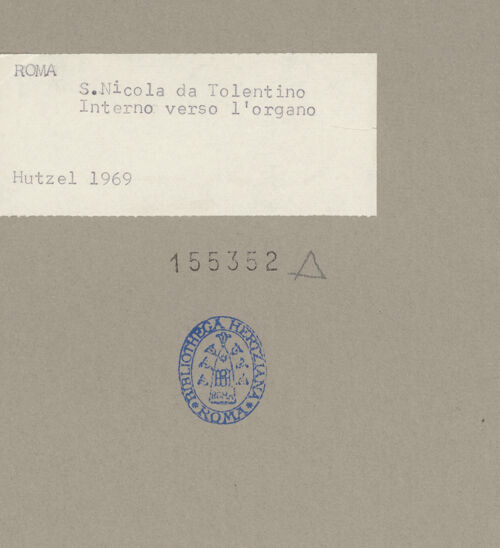 ROMA
S.Nicola da Tolentino
Interno verso l'organo
Hutzel 1969
155352
BIBLIOTHECA HERTZIANA
ROMA